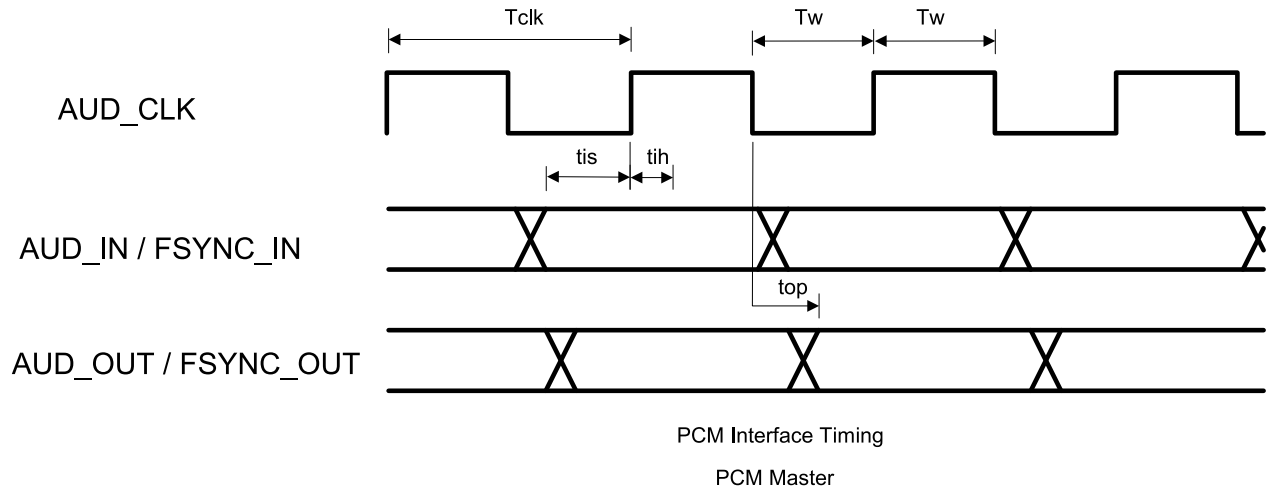 Tclk
Tw
Tw
AUD_CLK
tis
tih
AUD_IN / FSYNC_IN
top
AUD_OUT / FSYNC_OUT
PCM Interface Timing
PCM Master